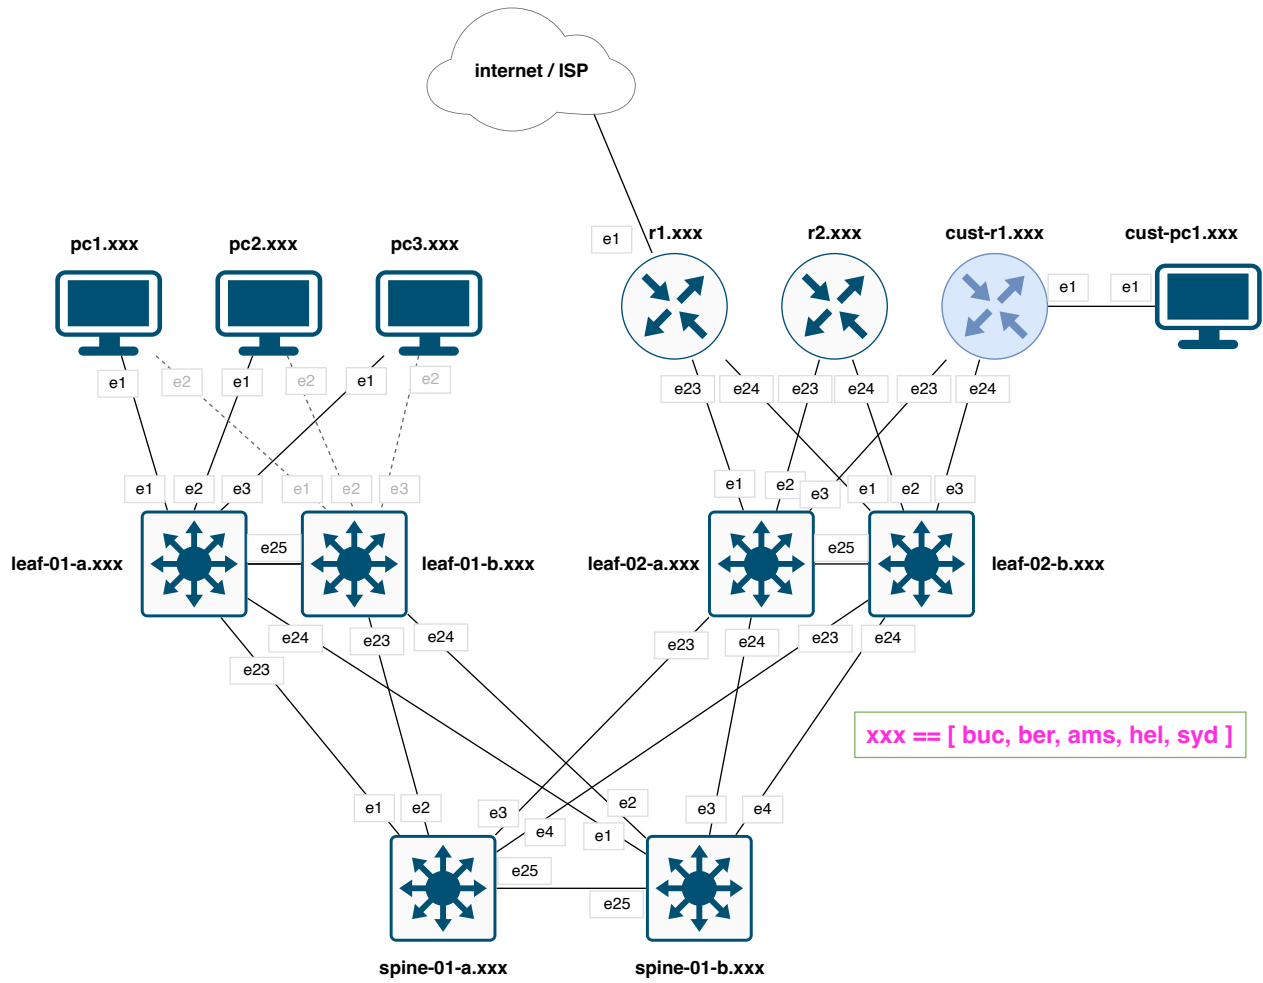 internet / ISP
e1
r1.xxx
r2.xxx
cust-r1.xxx
cust-pc1.xxx
pc1.xxx
pc2.xxx
pc3.xxx
e1
e1
e1
e2
e1
e2
e1
e2
e23
e24
e23
e24
e23
e24
e1
e2
e3
e1
e2
e3
e1
e2
e3
e1
e2
e3
leaf-01-a.xxx
e25
leaf-01-b.xxx
leaf-02-a.xxx
e25
leaf-02-b.xxx
e23
e24
e23
e24
e23
e24
e23
e24
xxx == [ buc, ber, ams, hel, syd ]
e1
e2
e3
e4
e1
e2
e3
e4
e25
e25
spine-01-a.xxx
spine-01-b.xxx